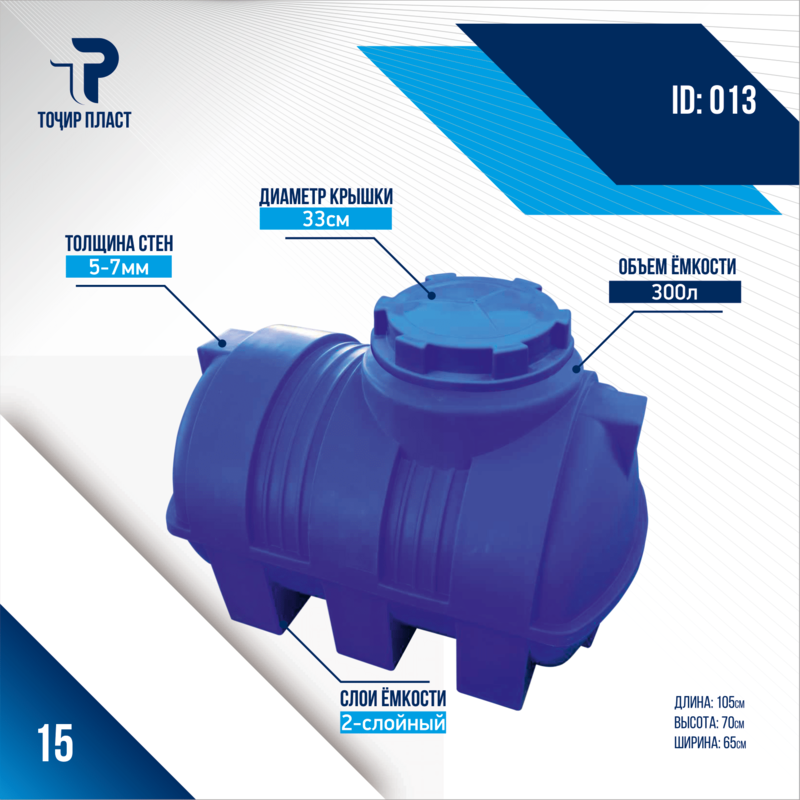 ТОҶИР ПЛАСТ
ID: 013
ДИАМЕТР КРЫШКИ
33см
ТОЛЩИНА СТЕН
5-7мм
ОБЪЕМ ЁМКОСТИ
300л
СЛОИ ЁМКОСТИ
2-слойный
ДЛИНА: 105СМ
ВЫСОТА: 70СМ
ШИРИНА: 65СМ
15